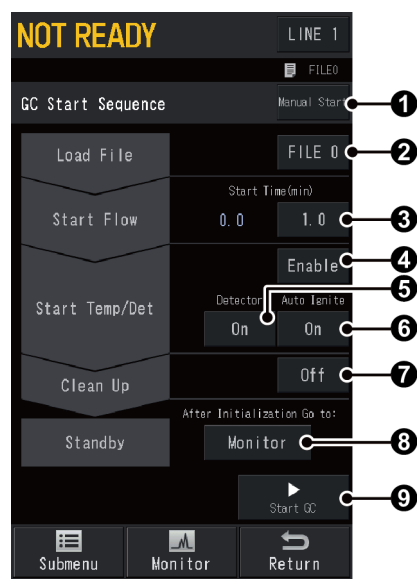 NOT READY
LINE 1
FILE0
GC Start Sequence
Manual Start
1
Load File
FILE 0
2
Start Time(min)
Start Flow
0.0
1.0
3
Enable
4
5
Start Temp/Det
Detector
Auto Ignite
On
On
6
Clean Up
Off
7
After Initialization Go to:
Standby
Monitor
8
Start GC
9
Submenu
Monitor
Return